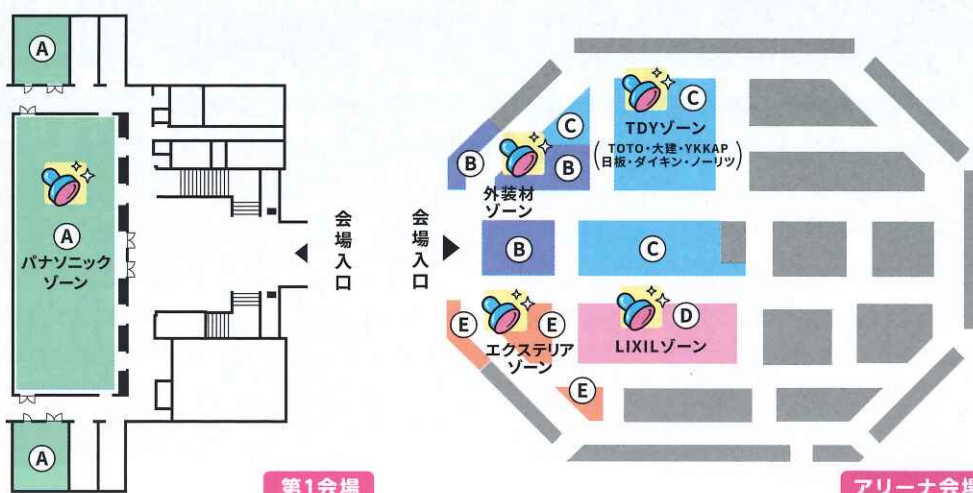 A
A
パナソニック
ゾーン
A
会場入口
第1会場
会場入口
B
C
B
外装材
ゾーン
C
TDYゾーン
(TOTO・大建・YKKAP
日板・ダイキン・ノーリツ)
B
C
E
E
エクステリア
ゾーン
D
LIXILゾーン
E
アリーナ会場